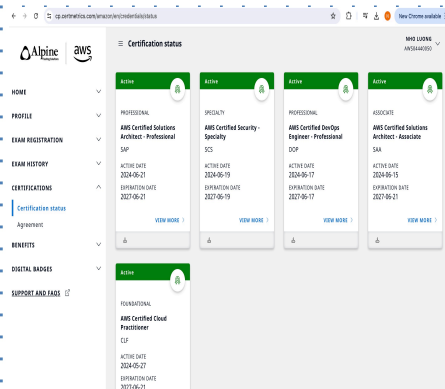 cp.certmetrics.com/amazon/en/credentials/status
New Chrome available
Alpine
aws
Certification status
NHO LUONG
AWS04440050
HOME
PROFILE
EXAM REGISTRATION
EXAM HISTORY
CERTIFICATIONS
Certification status
Agreement
BENEFITS
DIGITAL BADGES
SUPPORT AND FAQS
Active
PROFESSIONAL
AWS Certified Solutions
Architect - Professional
SAP
ACTIVE DATE
2024-06-21
EXPIRATION DATE
2027-06-21
VIEW MORE
Active
SPECIALTY
AWS Certified Security -
Specialty
SCS
ACTIVE DATE
2024-06-19
EXPIRATION DATE
2027-06-19
VIEW MORE
Active
PROFESSIONAL
AWS Certified DevOps
Engineer - Professional
DOP
ACTIVE DATE
2024-06-17
EXPIRATION DATE
2027-06-17
VIEW MORE
Active
ASSOCIATE
AWS Certified Solutions
Architect - Associate
SAA
ACTIVE DATE
2024-06-15
EXPIRATION DATE
2027-06-21
VIEW MORE
Active
FOUNDATIONAL
AWS Certified Cloud
Practitioner
CLF
ACTIVE DATE
2024-05-27
EXPIRATION DATE
2027-06-21